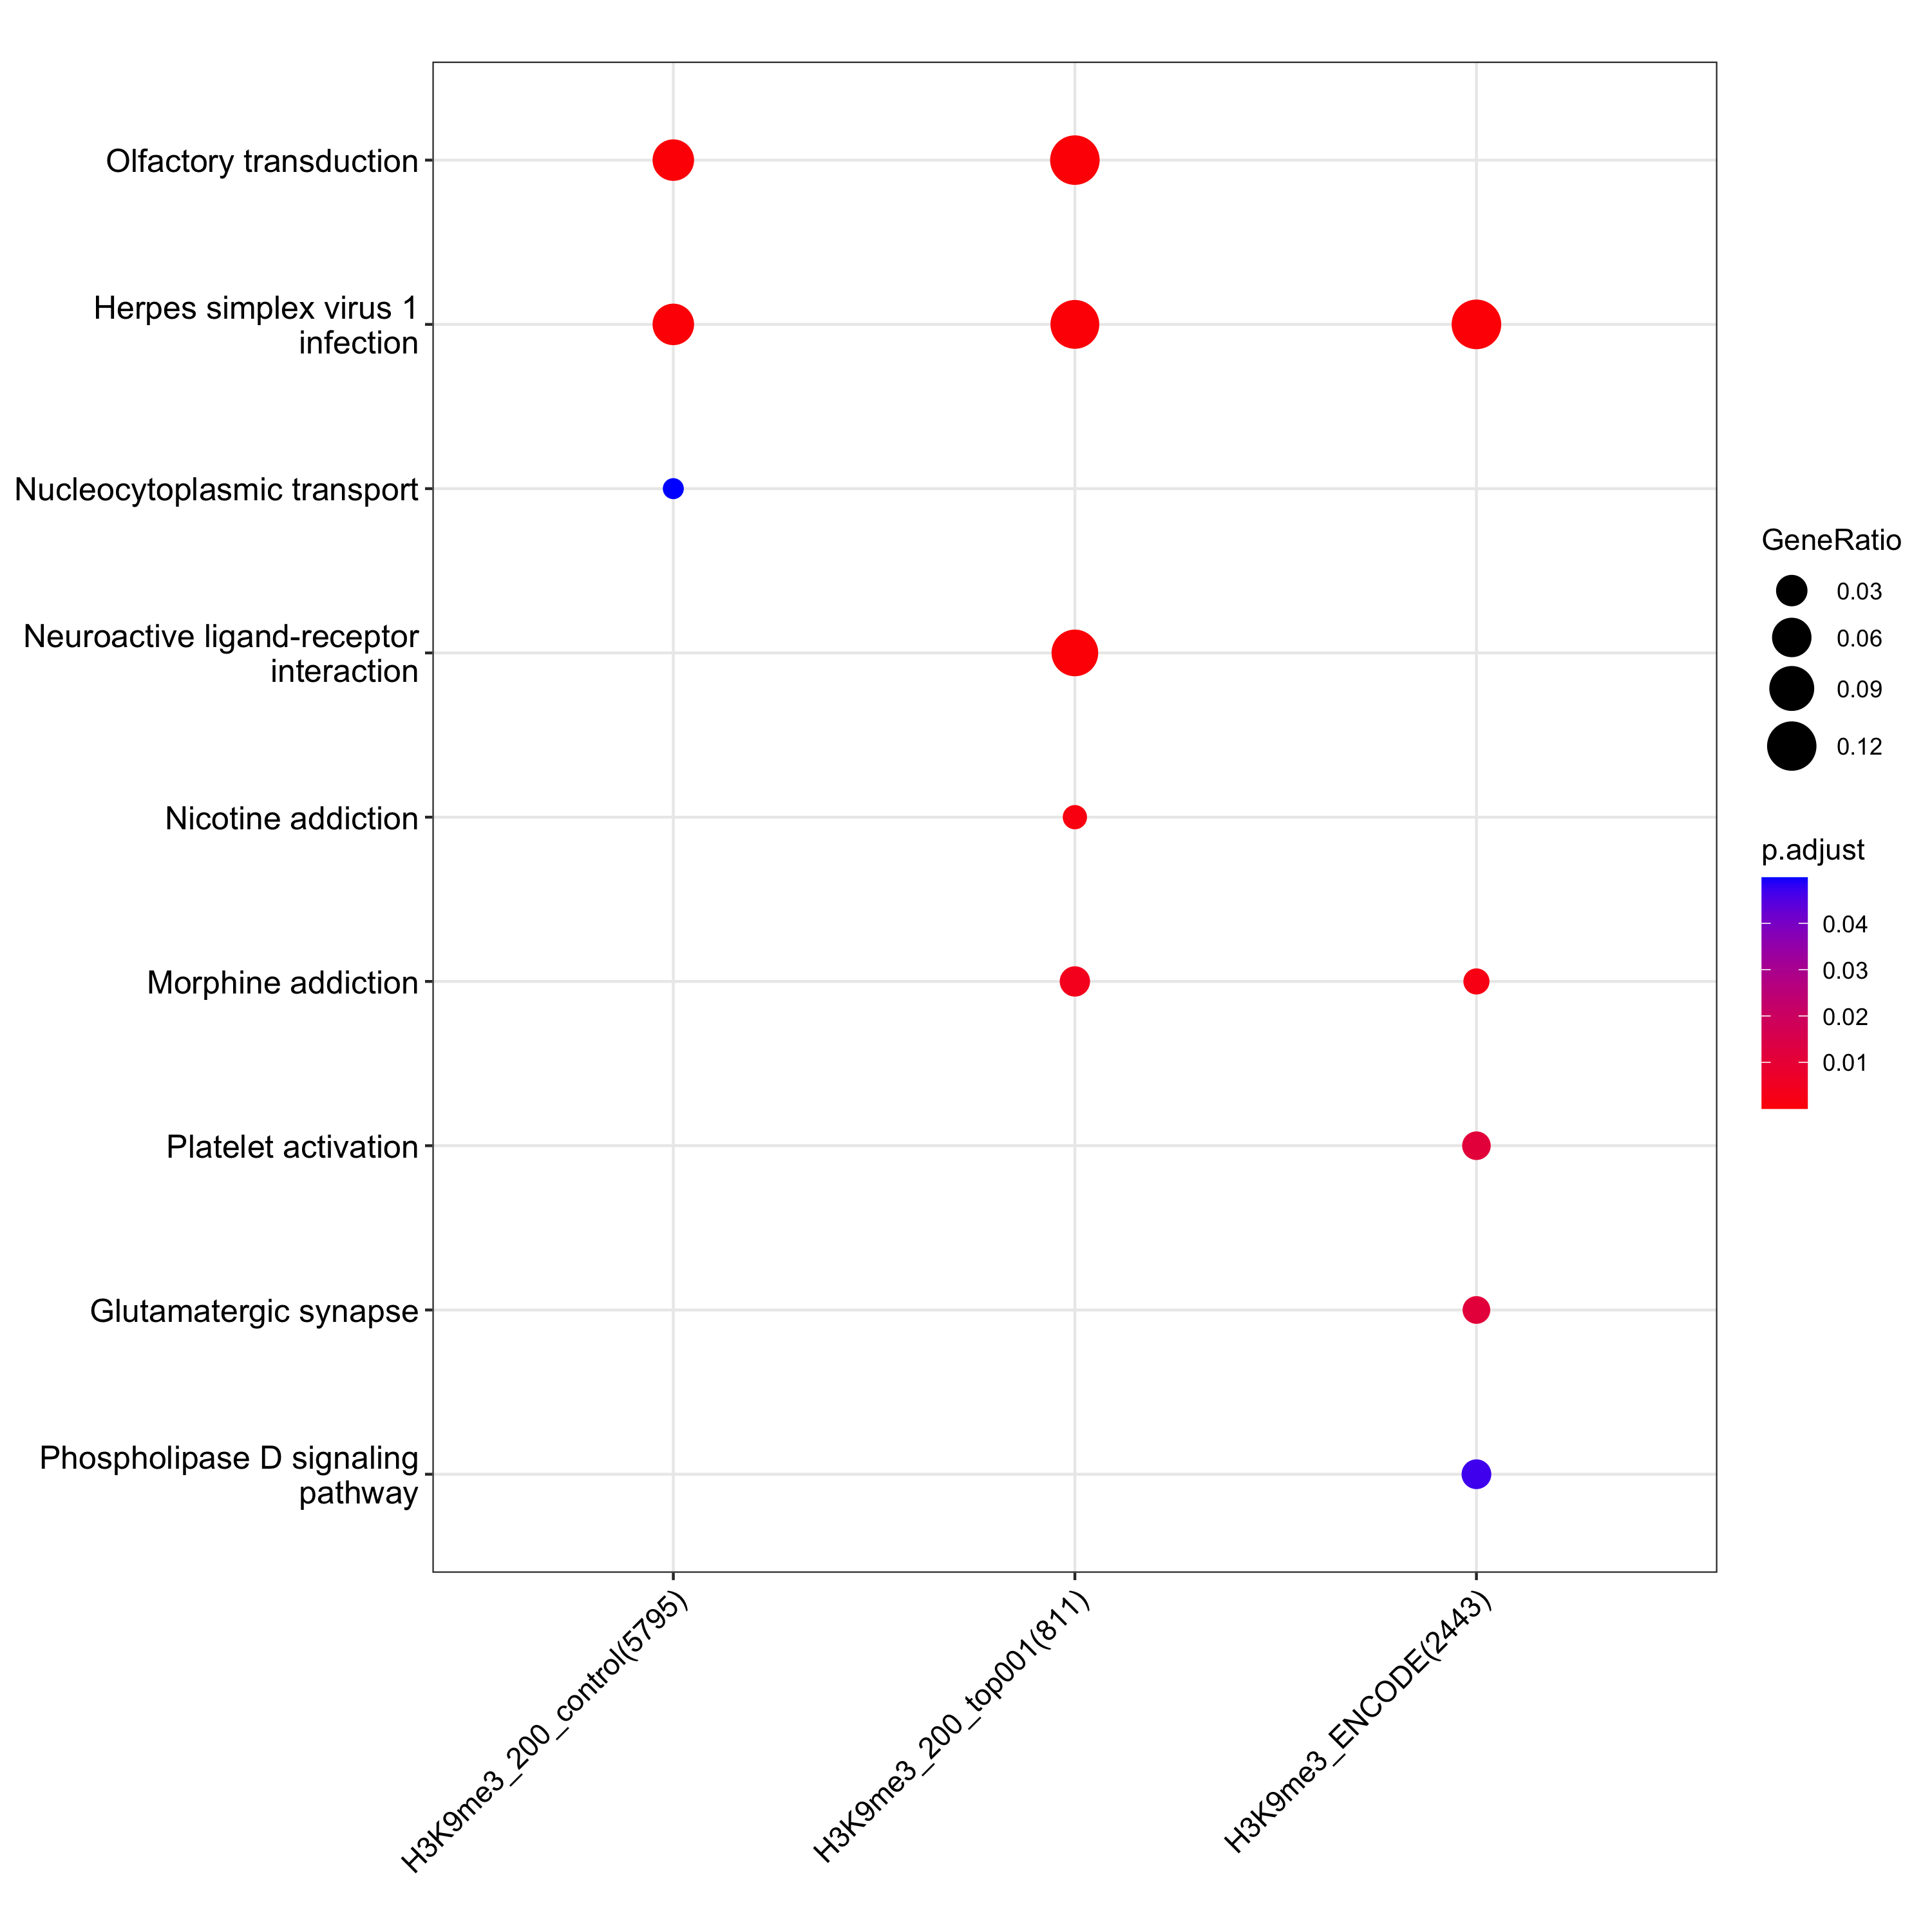 Olfactory transduction
Herpes simplex virus 1
infection
Nucleocytoplasmic transport
Neuroactive ligand-receptor
interaction
Nicotine addiction
Morphine addiction
Platelet activation
Glutamatergic synapse
Phospholipase D signaling
pathway
H3K9me3_200_control(5795)
H3K9me3_200_top001(811)
H3K9me3_ENCODE(2443)
GeneRatio
0.03
0.06
0.09
0.12
p.adjust
0.04
0.03
0.02
0.01